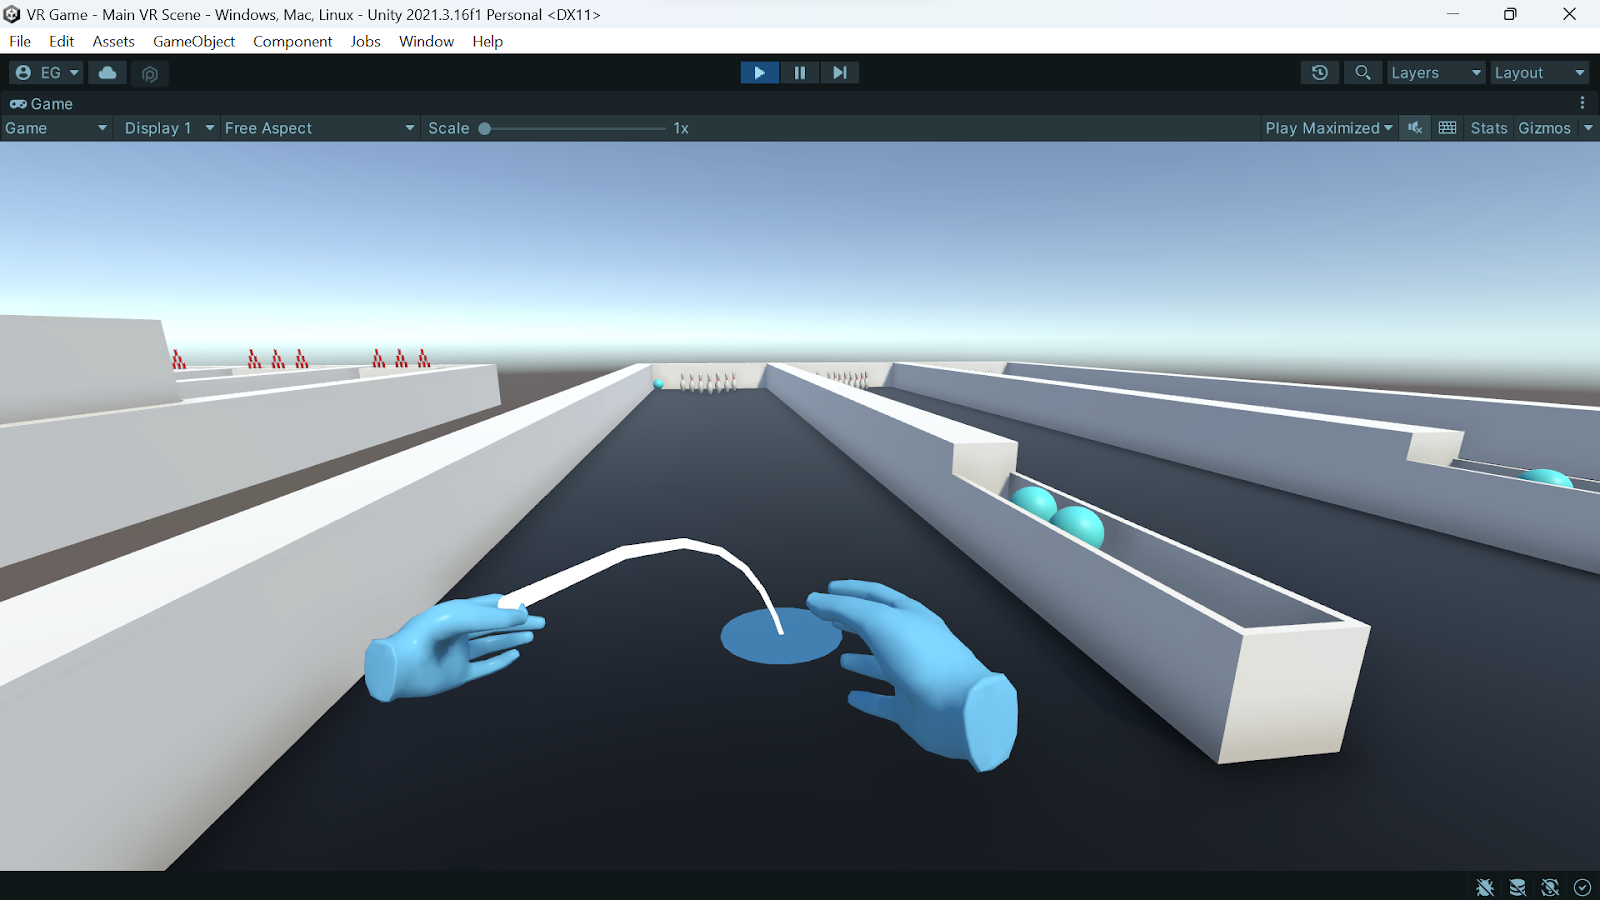 VR Game - Main VR Scene - Windows, Mac, Linux - Unity 2021.3.16f1 Personal <DX11>
File Edit Assets GameObject Component Jobs Window Help
EG Layers Layout
Game
Game Display 1 Free Aspect Scale 1x Play Maximized Stats Gizmos